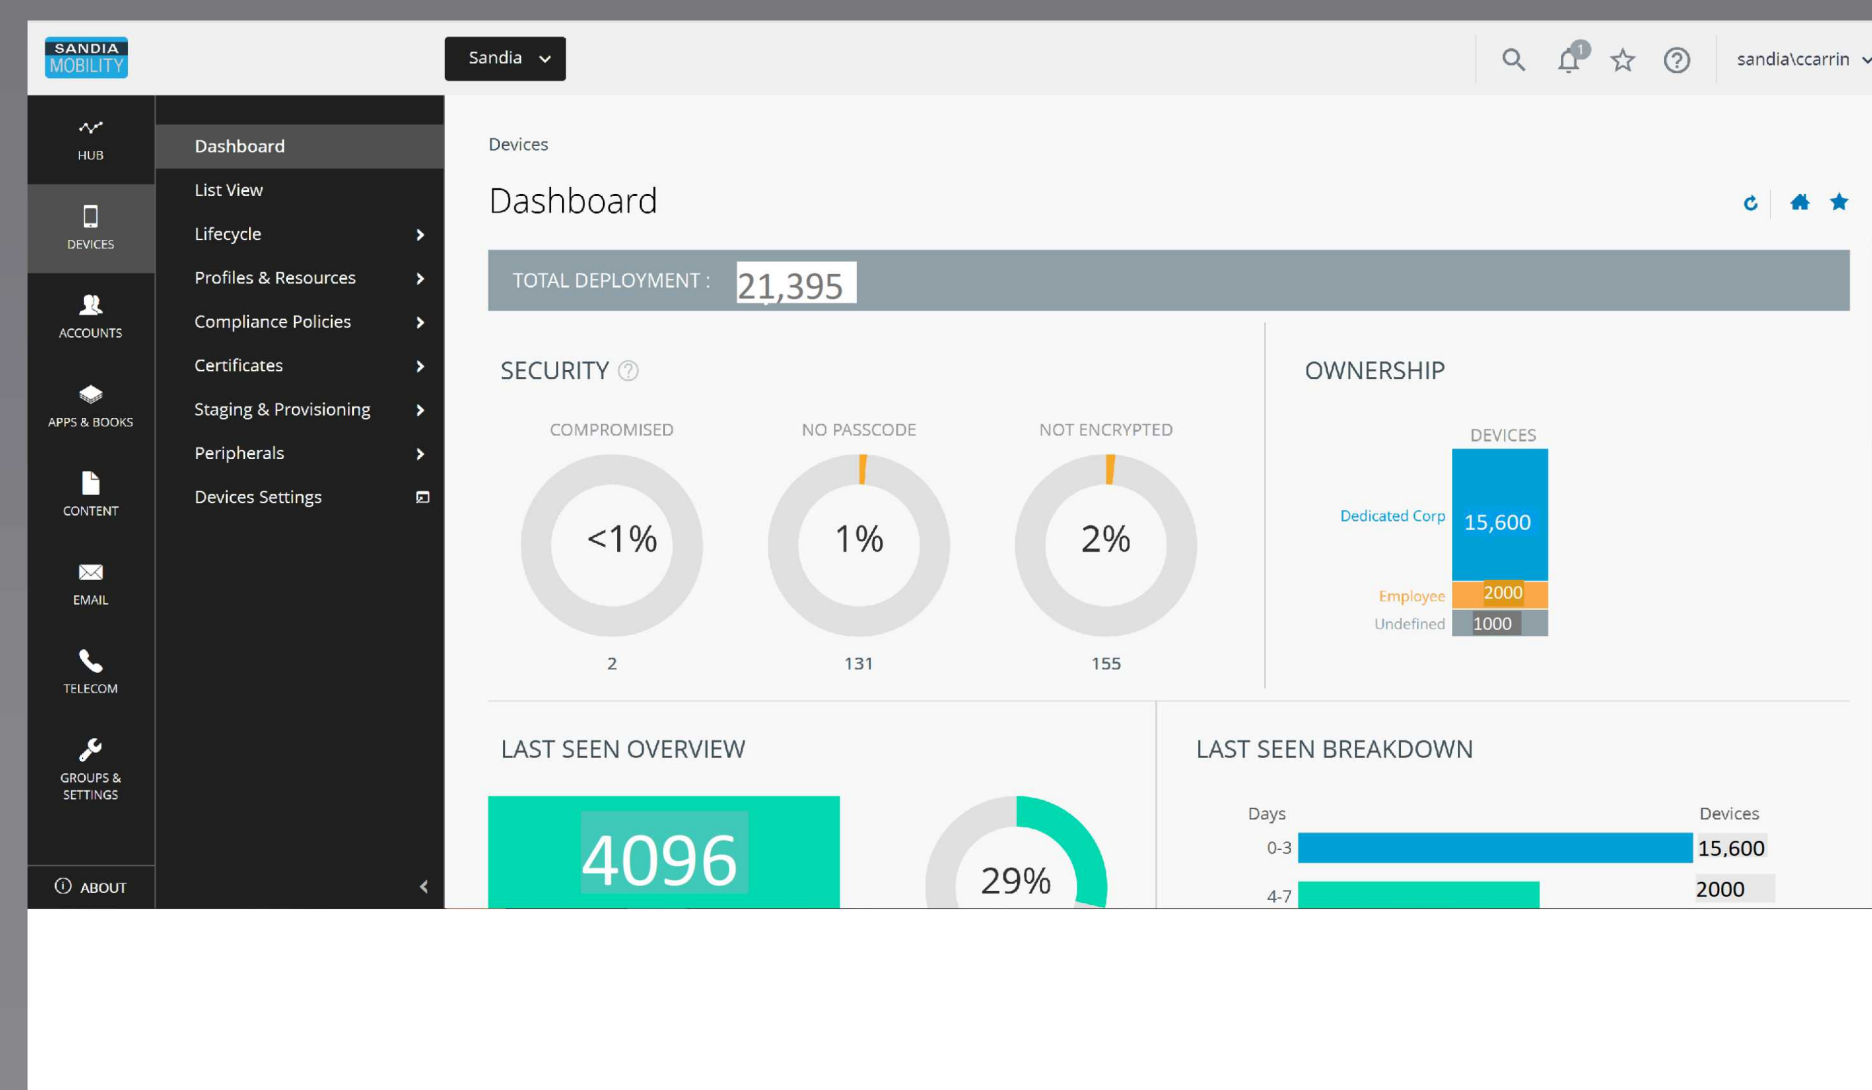 SANDIA
MOBILITY
Sandia
1
sandia\ccarrin
HUB
DEVICES
ACCOUNTS
APPS & BOOKS
CONTENT
EMAIL
TELECOM
GROUPS &
SETTINGS
ABOUT
Dashboard
List View
Lifecycle
Profiles & Resources
Compliance Policies
Certificates
Staging & Provisioning
Peripherals
Devices Settings
Devices
Dashboard
TOTAL DEPLOYMENT : 21,395
SECURITY ?
COMPROMISED
<1%
2
NO PASSCODE
1%
131
NOT ENCRYPTED
2%
155
OWNERSHIP
DEVICES
Dedicated Corp 15,600
Employee 2000
Undefined 1000
LAST SEEN OVERVIEW
4096
29%
LAST SEEN BREAKDOWN
Days Devices
0-3 15,600
4-7 2000